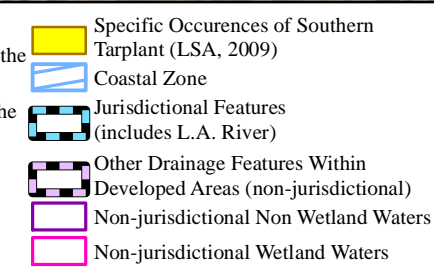 Specific Occurences of Southern
the
Tarplant (LSA, 2009)
Coastal Zone
he
Jurisdictional Features
(includes L.A. River)
Other Drainage Features Within
Developed Areas (non-jurisdictional)
Non-jurisdictional Non Wetland Waters
Non-jurisdictional Wetland Waters